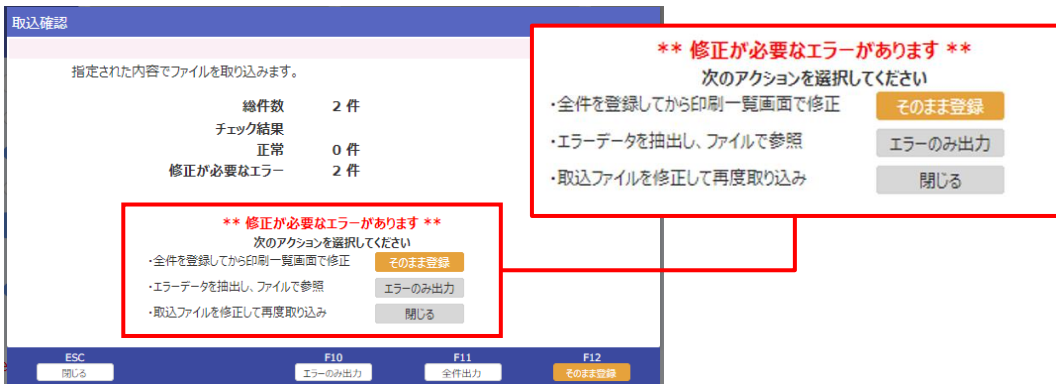 取込確認
指定された内容でファイルを取り込みます。
総件数 2 件
チェック結果
正常 0 件
修正が必要なエラー 2 件
** 修正が必要なエラーがあります **
次のアクションを選択してください
・全件を登録してから印刷一覧画面で修正 そのまま登録
・エラーデータを抽出し、ファイルで参照 エラーのみ出力
・取込ファイルを修正して再度取り込み 閉じる
ESC F10 F11 F12
閉じる エラーのみ出力 全件出力 そのまま登録
** 修正が必要なエラーがあります **
次のアクションを選択してください
・全件を登録してから印刷一覧画面で修正 そのまま登録
・エラーデータを抽出し、ファイルで参照 エラーのみ出力
・取込ファイルを修正して再度取り込み 閉じる